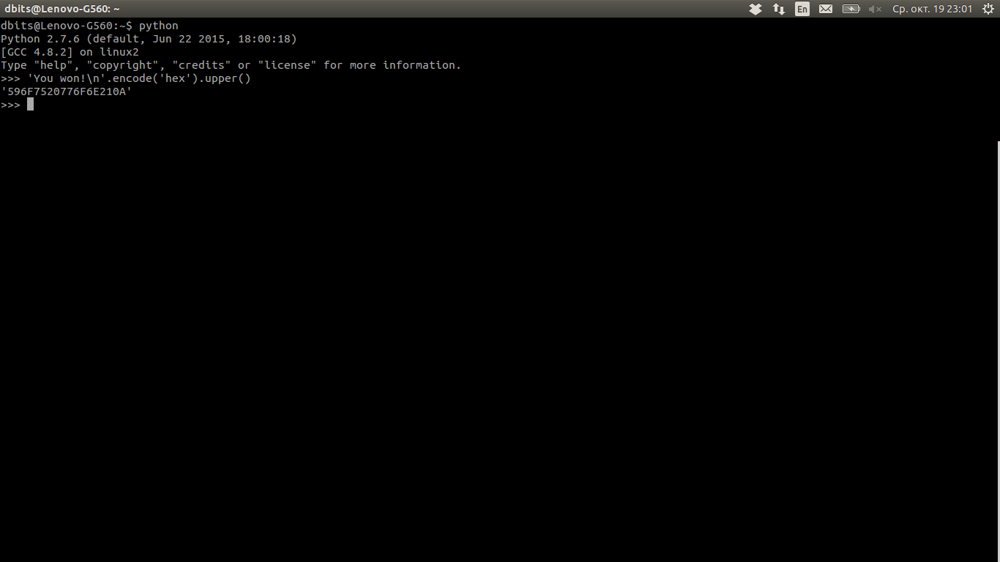 dbits@Lenovo-G560: ~
En
Ср. окт. 19 23:01
dbits@Lenovo-G560:~$ python
Python 2.7.6 (default, Jun 22 2015, 18:00:18)
[GCC 4.8.2] on linux2
Type "help", "copyright", "credits" or "license" for more information.
>>> 'You won!\n'.encode('hex').upper()
'596F7520776F6E210A'
>>>